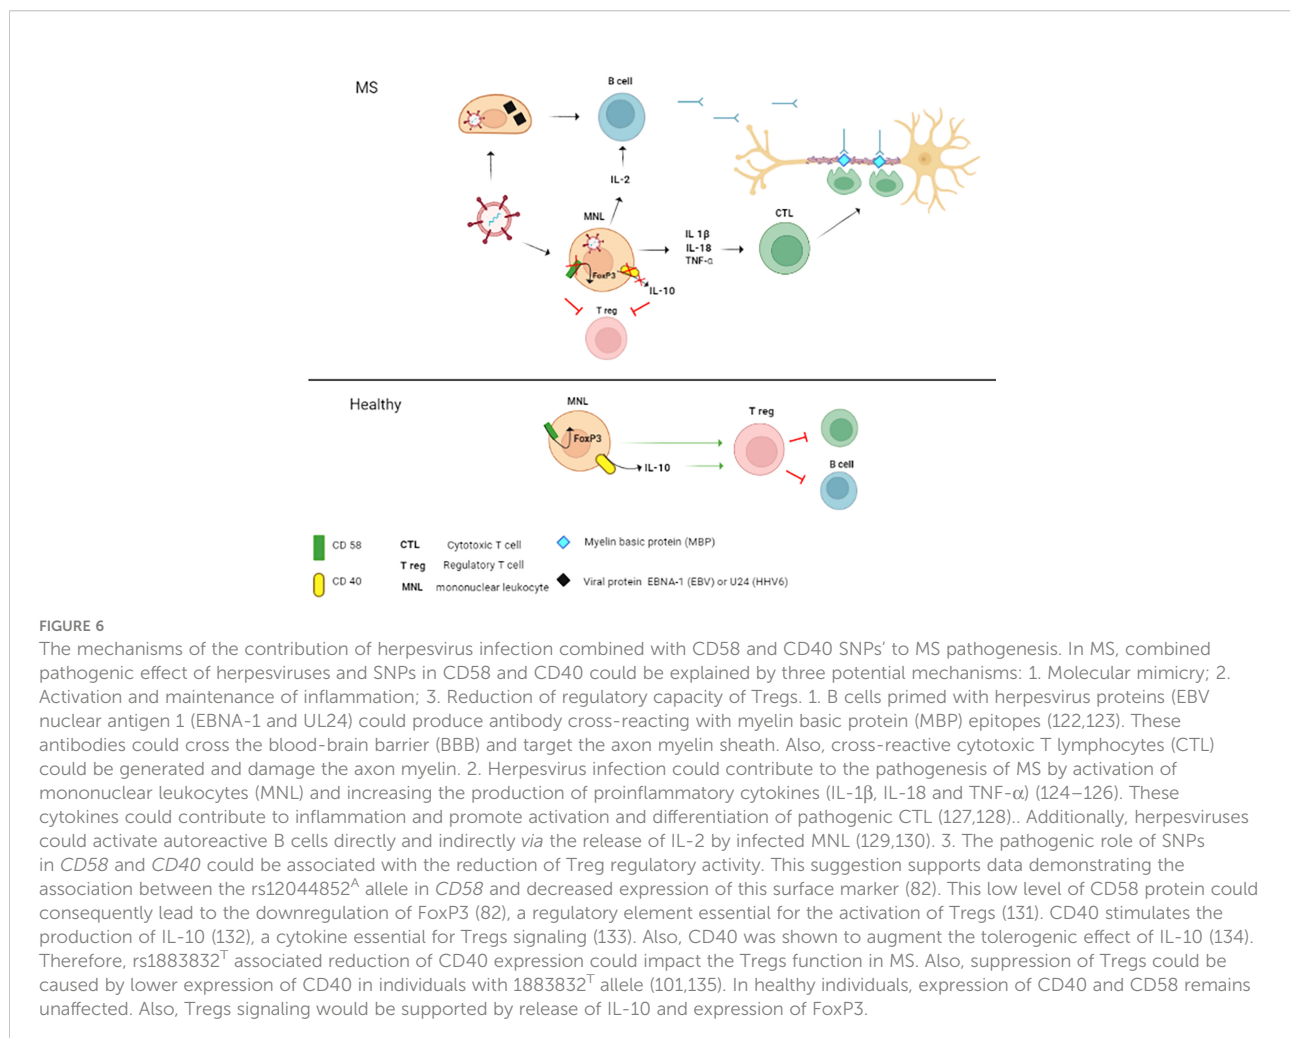 MS
B cell
IL-2
MNL
IL 1β
IL-18
TNF-α
CTL
FoxP3
IL-10
T reg
Healthy
MNL
FoxP3
IL-10
T reg
B cell
CD 58
CTL Cytotoxic T cell
Myelin basic protein (MBP)
T reg Regulatory T cell
CD 40
MNL mononuclear leukocyte
Viral protein EBNA-1 (EBV) or U24 (HHV6)
FIGURE 6
The mechanisms of the contribution of herpesvirus infection combined with CD58 and CD40 SNPs' to MS pathogenesis. In MS, combined
pathogenic effect of herpesviruses and SNPs in CD58 and CD40 could be explained by three potential mechanisms: 1. Molecular mimicry; 2.
Activation and maintenance of inflammation; 3. Reduction of regulatory capacity of Tregs. 1. B cells primed with herpesvirus proteins (EBV
nuclear antigen 1 (EBNA-1 and UL24) could produce antibody cross-reacting with myelin basic protein (MBP) epitopes (122,123). These
antibodies could cross the blood-brain barrier (BBB) and target the axon myelin sheath. Also, cross-reactive cytotoxic T lymphocytes (CTL)
could be generated and damage the axon myelin. 2. Herpesvirus infection could contribute to the pathogenesis of MS by activation of
mononuclear leukocytes (MNL) and increasing the production of proinflammatory cytokines (IL-1β, IL-18 and TNF-α) (124–126). These
cytokines could contribute to inflammation and promote activation and differentiation of pathogenic CTL (127,128).. Additionally, herpesviruses
could activate autoreactive B cells directly and indirectly via the release of IL-2 by infected MNL (129,130). 3. The pathogenic role of SNPs
in CD58 and CD40 could be associated with the reduction of Treg regulatory activity. This suggestion supports data demonstrating the
association between the rs12044852^A allele in CD58 and decreased expression of this surface marker (82). This low level of CD58 protein could
consequently lead to the downregulation of FoxP3 (82), a regulatory element essential for the activation of Tregs (131). CD40 stimulates the
production of IL-10 (132), a cytokine essential for Tregs signaling (133). Also, CD40 was shown to augment the tolerogenic effect of IL-10 (134).
Therefore, rs1883832^T associated reduction of CD40 expression could impact the Tregs function in MS. Also, suppression of Tregs could be
caused by lower expression of CD40 in individuals with 1883832^T allele (101,135). In healthy individuals, expression of CD40 and CD58 remains
unaffected. Also, Tregs signaling would be supported by release of IL-10 and expression of FoxP3.